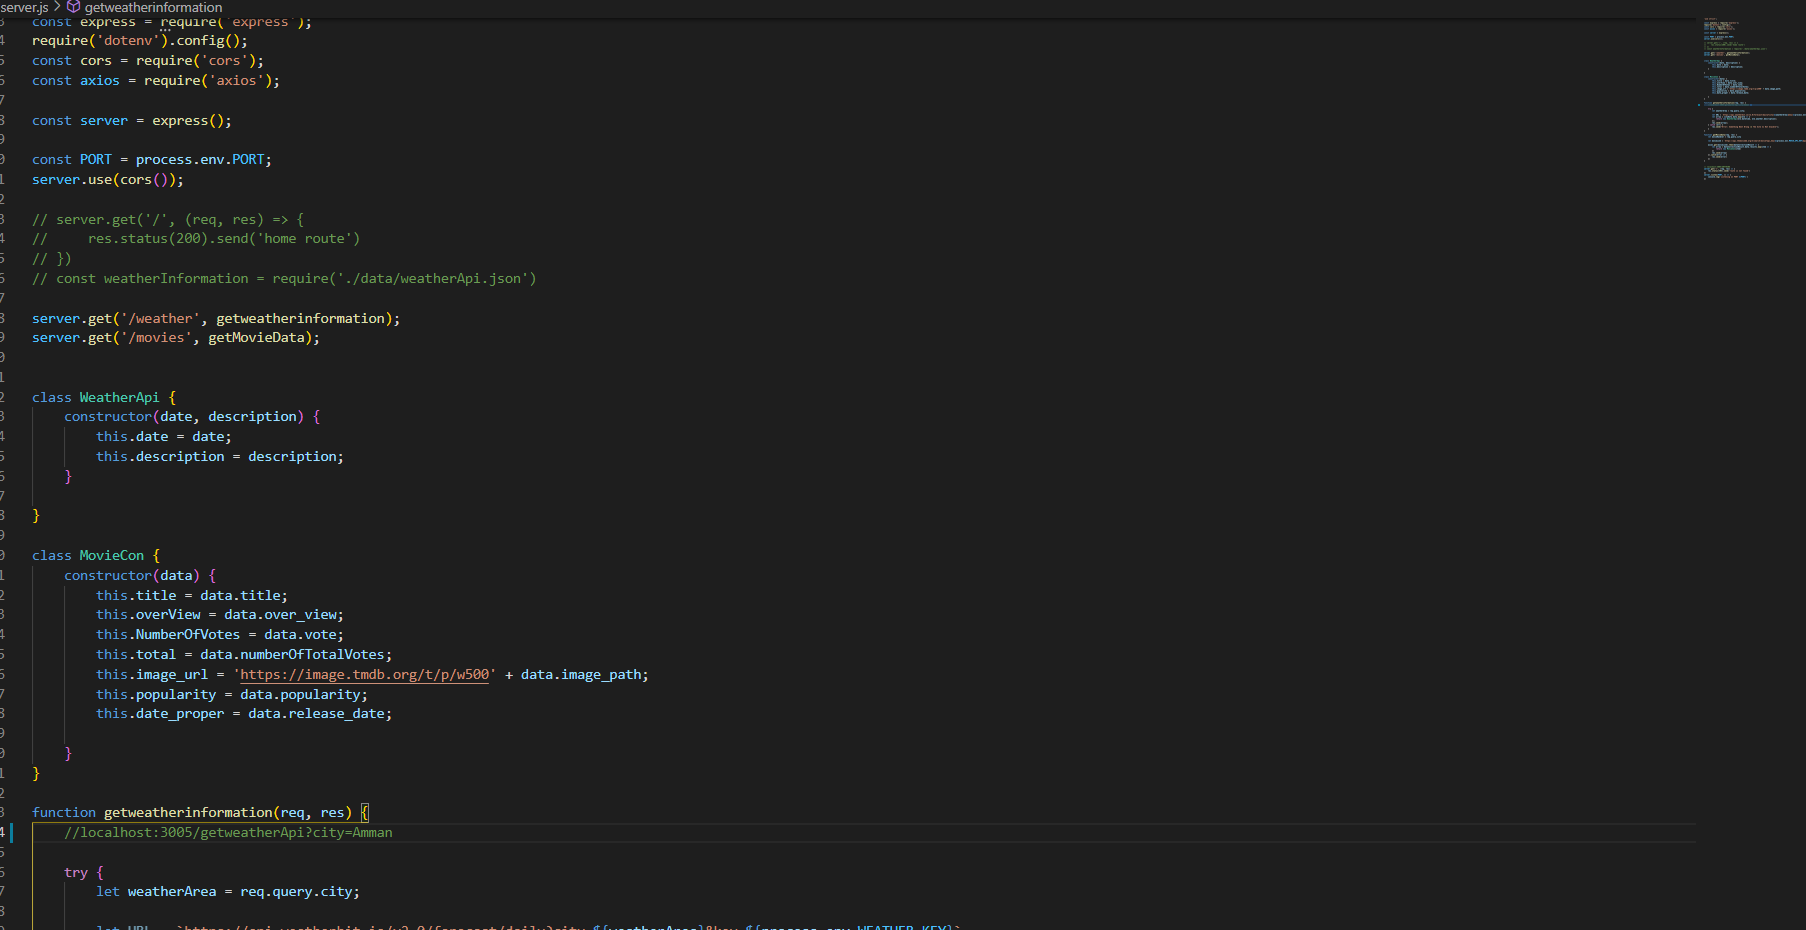 server.js > getweatherinformation
3 const express = require('express');
4 require('dotenv').config();
5 const cors = require('cors');
6 const axios = require('axios');
7
8 const server = express();
9
0 const PORT = process.env.PORT;
1 server.use(cors());
2
3 // server.get('/', (req, res) => {
4 //     res.status(200).send('home route')
5 // })
6 // const weatherInformation = require('./data/weatherApi.json')
7
8 server.get('/weather', getweatherinformation);
9 server.get('/movies', getMovieData);
0
1
2 class WeatherApi {
3     constructor(date, description) {
4         this.date = date;
5         this.description = description;
6     }
7
8 }
9
0 class MovieCon {
1     constructor(data) {
2         this.title = data.title;
3         this.overView = data.over_view;
4         this.NumberOfVotes = data.vote;
5         this.total = data.numberOfTotalVotes;
6         this.image_url = 'https://image.tmdb.org/t/p/w500' + data.image_path;
7         this.popularity = data.popularity;
8         this.date_proper = data.release_date;
9
0     }
1 }
2
3 function getweatherinformation(req, res) {
4     //localhost:3005/getweatherApi?city=Amman
5
6     try {
7         let weatherArea = req.query.city;
8